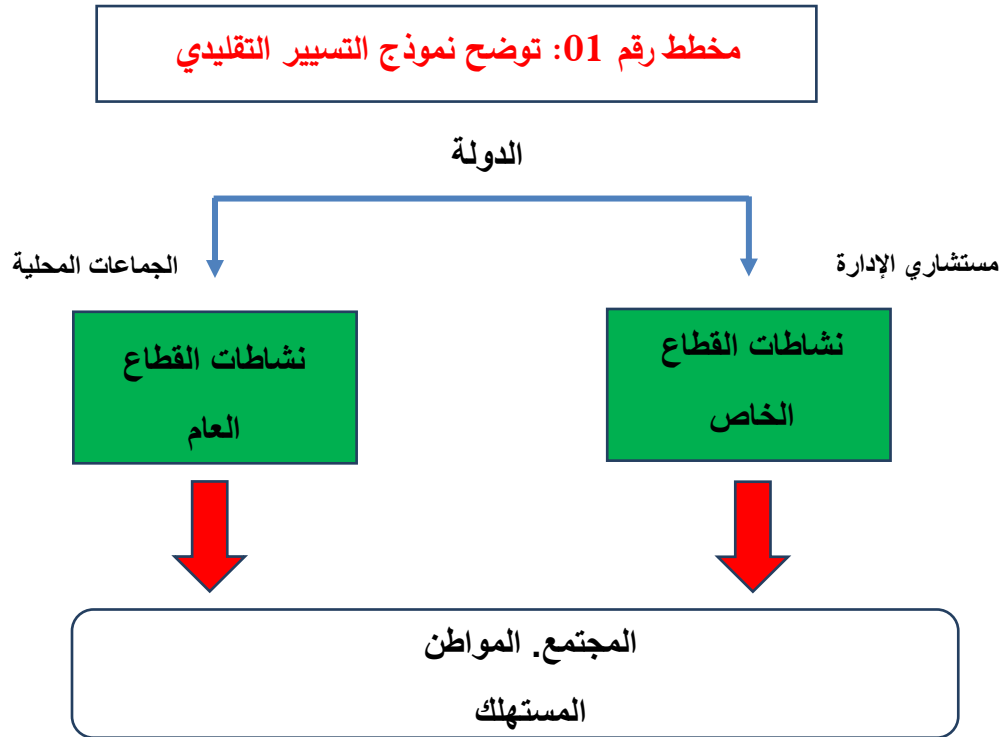 مخطط رقم 01: توضح نموذج التسيير التقليدي
الدولة
مستشاري الإدارة
الجماعات المحلية
نشاطات القطاع
الخاص
نشاطات القطاع
العام
المجتمع. المواطن
المستهلك